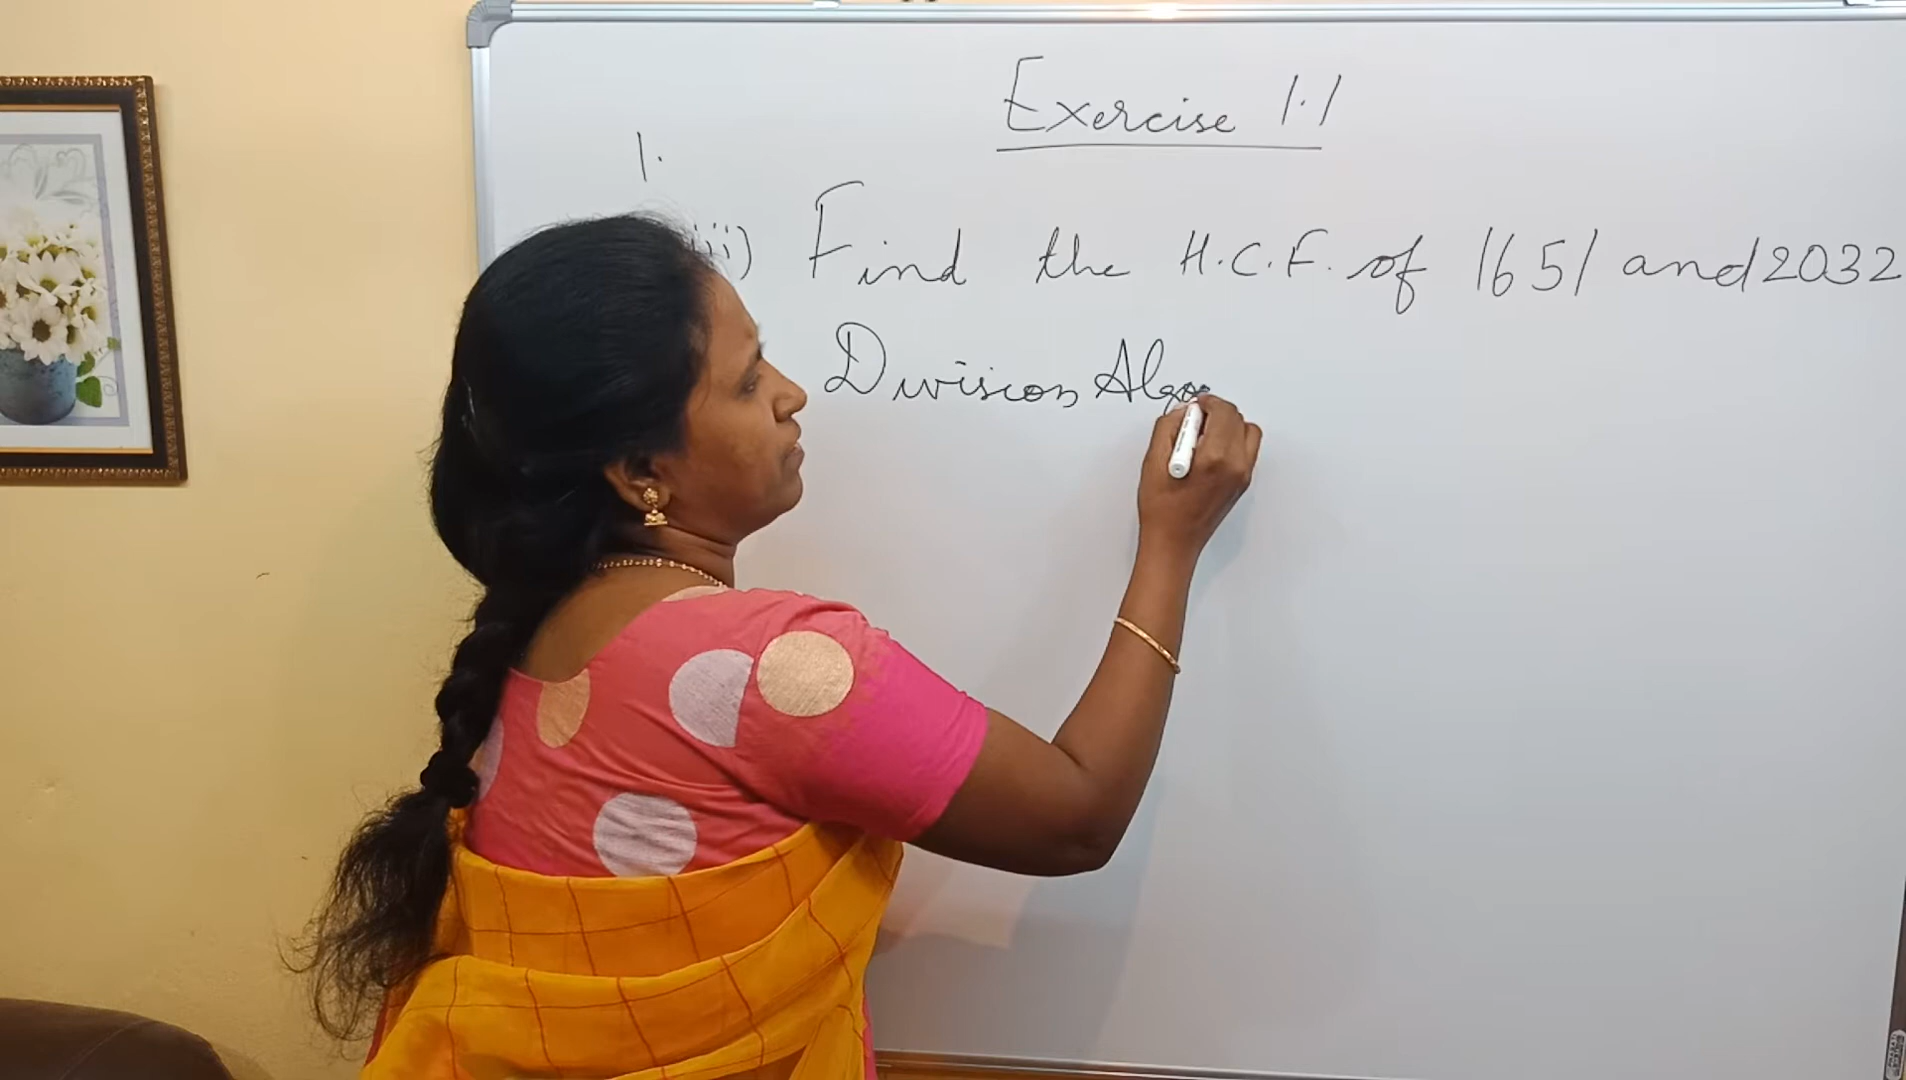 Exercise 1.1
1.
iii) Find the H.C.F. of 1651 and 2032
Division Algo